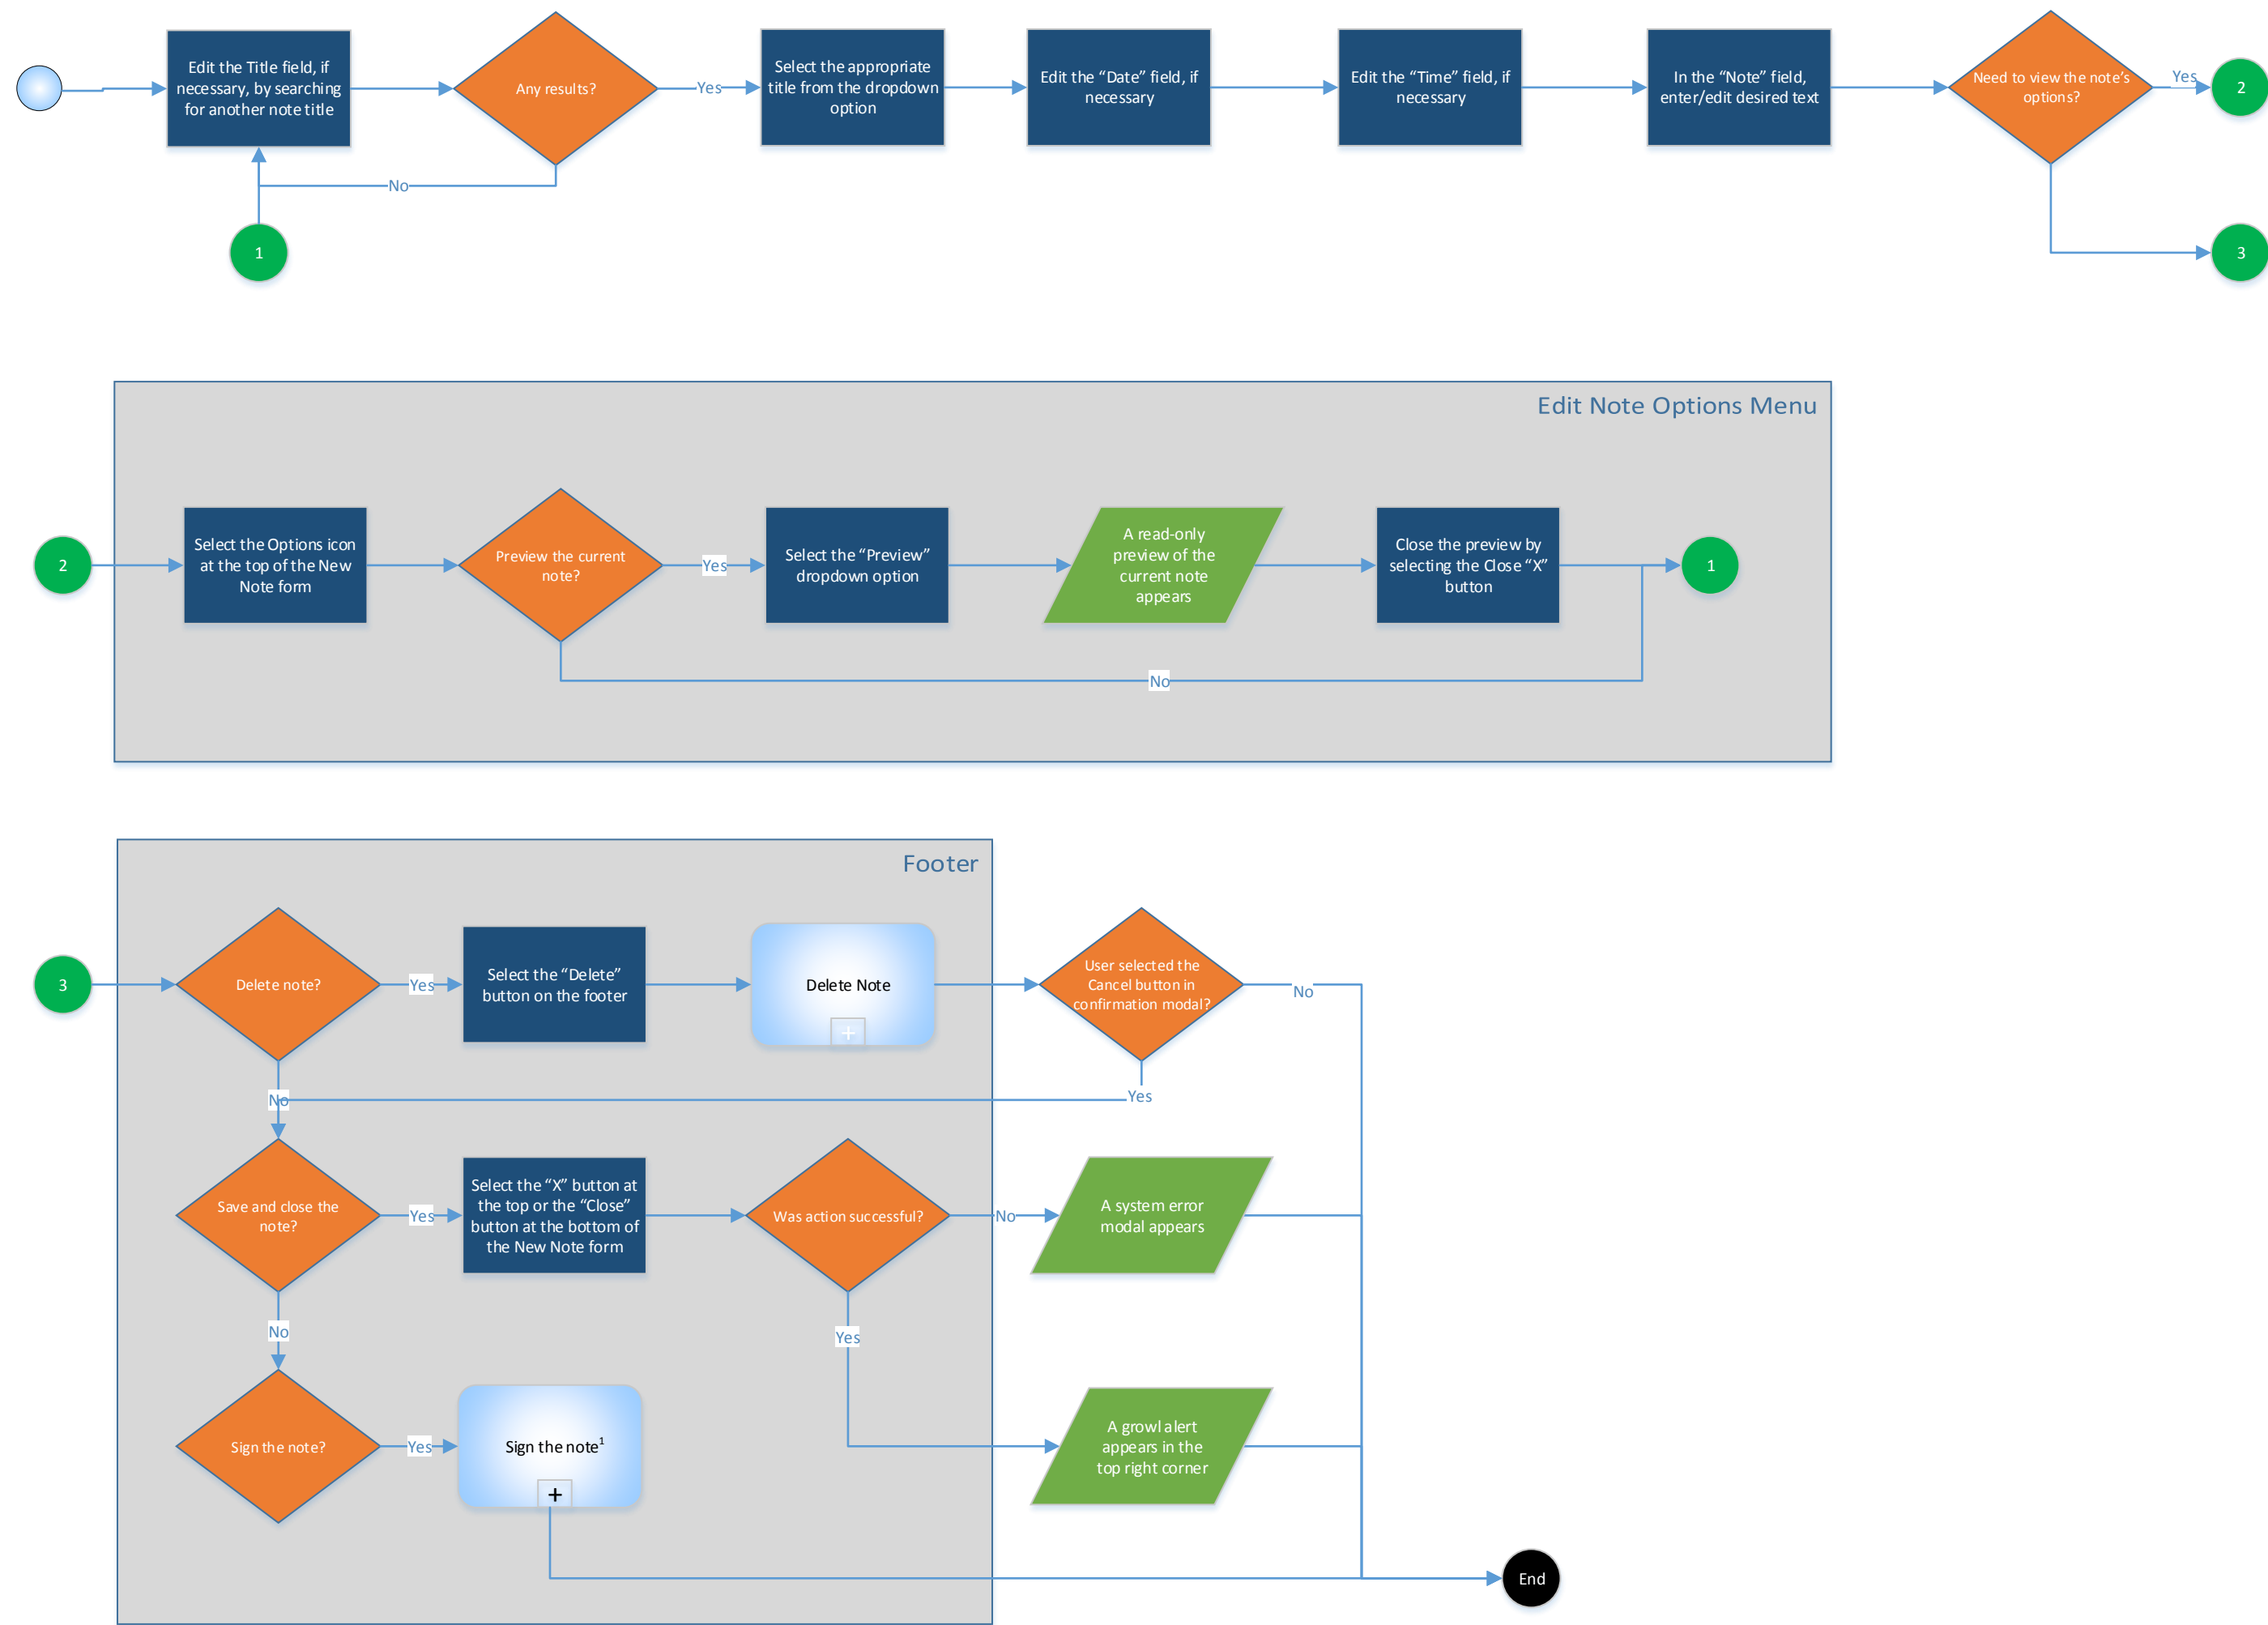 Edit the Title field, if
necessary, by searching
for another note title
Any results?
Yes
Select the appropriate
title from the dropdown
option
Edit the “Date” field, if
necessary
Edit the “Time” field, if
necessary
In the “Note” field,
enter/edit desired text
Need to view the note’s
options?
Yes
2
No
1
3
Edit Note Options Menu
2
Select the Options icon
at the top of the New
Note form
Preview the current
note?
Yes
Select the “Preview”
dropdown option
A read-only
preview of the
current note
appears
Close the preview by
selecting the Close “X”
button
1
No
Footer
3
Delete note?
Yes
Select the “Delete”
button on the footer
Delete Note
+
User selected the
Cancel button in
confirmation modal?
No
No
Yes
Save and close the
note?
Yes
Select the “X” button at
the top or the “Close”
button at the bottom of
the New Note form
Was action successful?
No
A system error
modal appears
No
Yes
Sign the note?
Yes
Sign the note¹
+
A growl alert
appears in the
top right corner
End